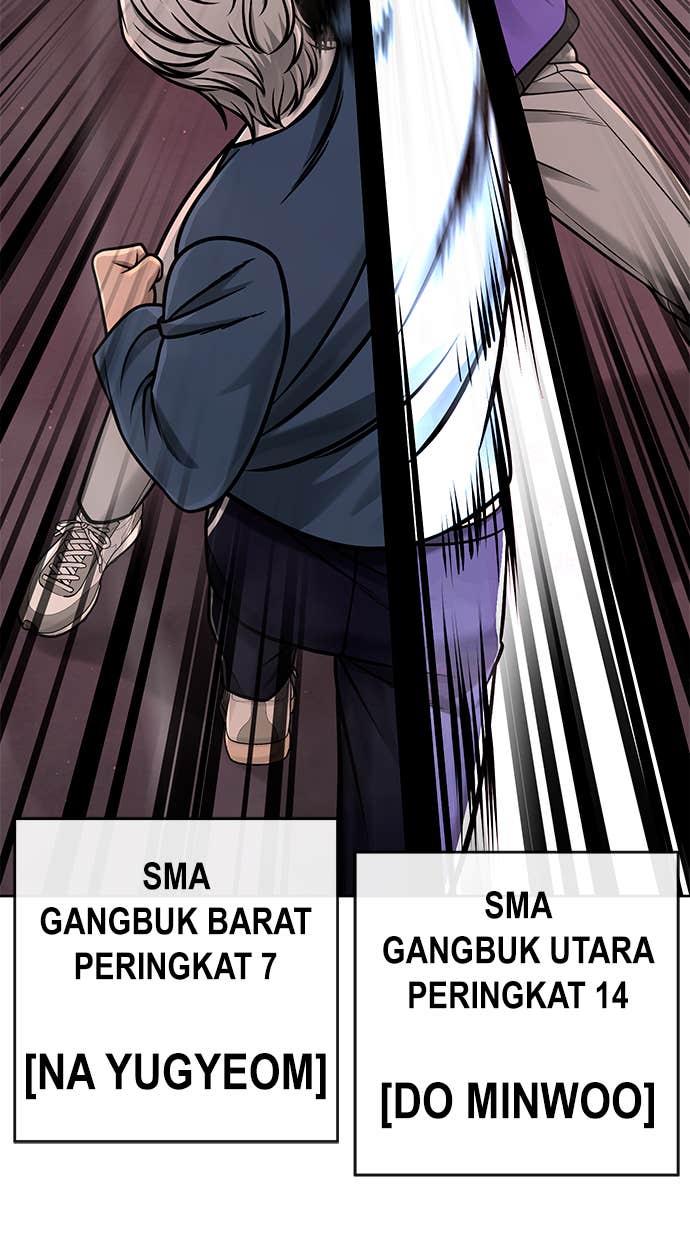 SMA
GANGBUK BARAT
PERINGKAT 7
[NA YUGYEOM]
SMA
GANGBUK UTARA
PERINGKAT 14
[DO MINWOO]